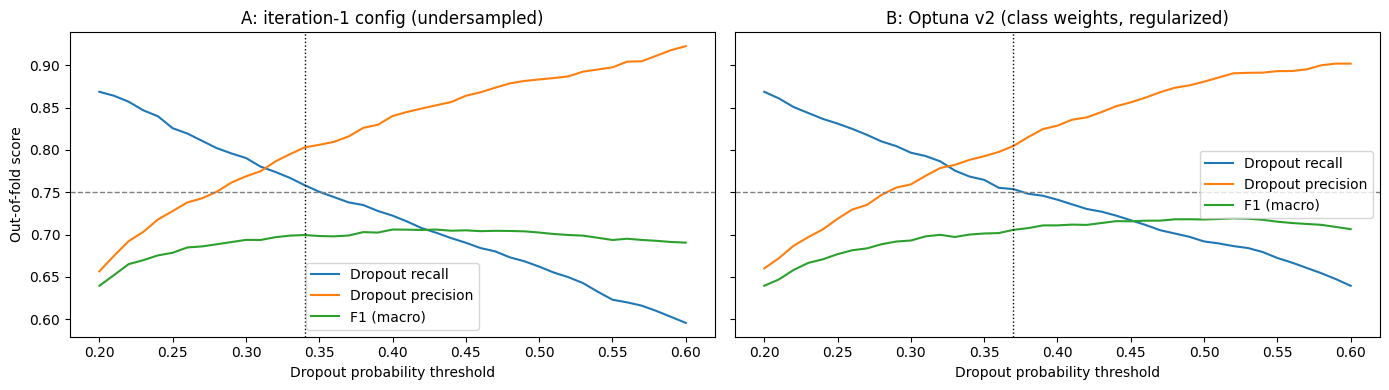 A: iteration-1 config (undersampled)
Out-of-fold score
0.90
0.85
0.80
0.75
0.70
0.65
0.60
Dropout recall
Dropout precision
F1 (macro)
0.20 0.25 0.30 0.35 0.40 0.45 0.50 0.55 0.60
Dropout probability threshold
B: Optuna v2 (class weights, regularized)
Dropout recall
Dropout precision
F1 (macro)
0.20 0.25 0.30 0.35 0.40 0.45 0.50 0.55 0.60
Dropout probability threshold